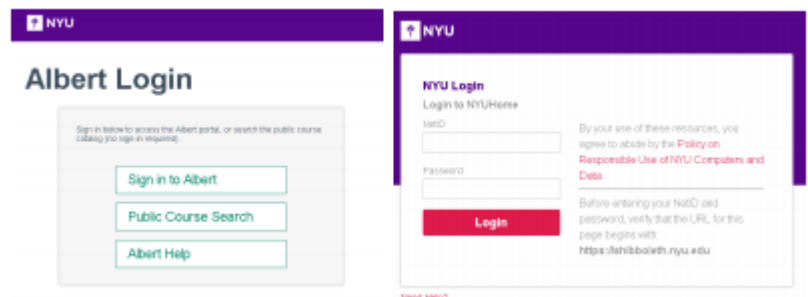 NYU
Albert Login
Sign in below to access the Albert portal, or search the public course
catalog (no sign in required).
Sign in to Albert
Public Course Search
Albert Help
NYU
NYU Login
Login to NYUHome
NetID
Password
Login
By your use of these resources, you
agree to abide by the Policy on
Responsible Use of NYU Computers and
Data
Before entering your NetID and
password, verify that the URL for this
page begins with:
https://shibboleth.nyu.edu